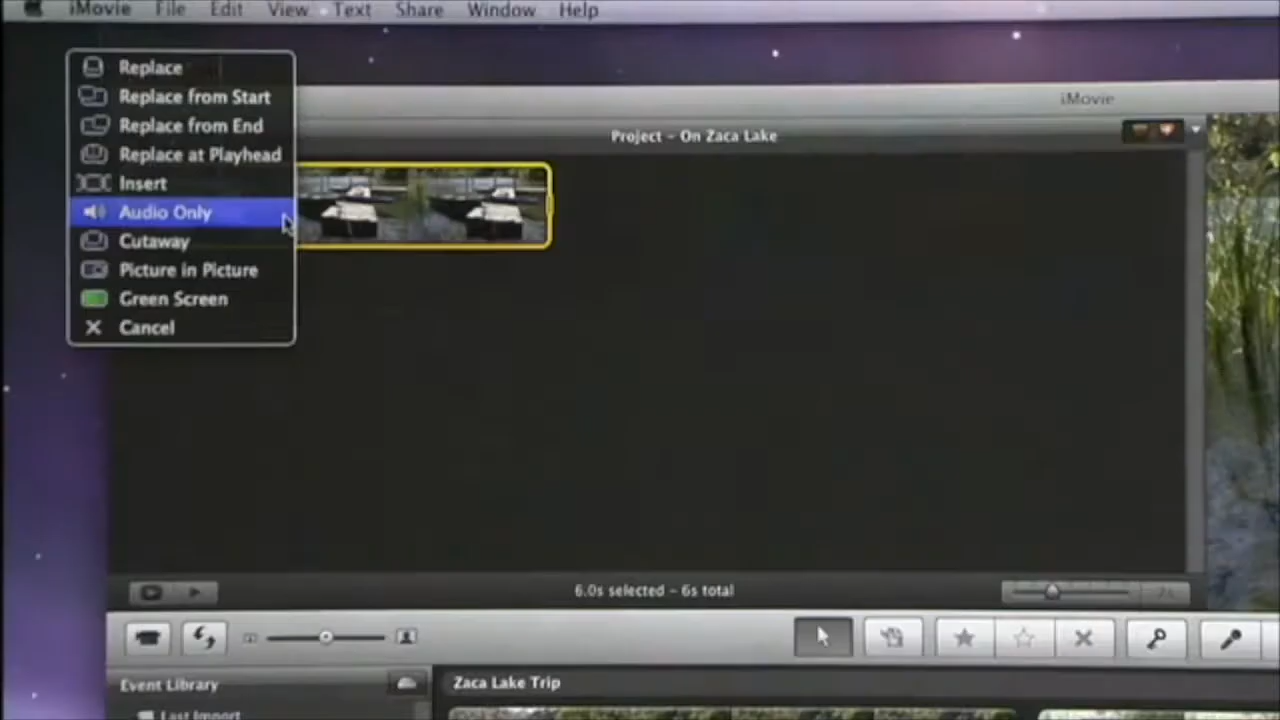 iMovie File Edit View Text Share Window Help
Replace
Replace from Start
Replace from End
Replace at Playhead
Insert
Audio Only
Cutaway
Picture in Picture
Green Screen
Cancel
iMovie
Project – On Zaca Lake
6.0s selected – 6s total
Event Library
Zaca Lake Trip
Last Import